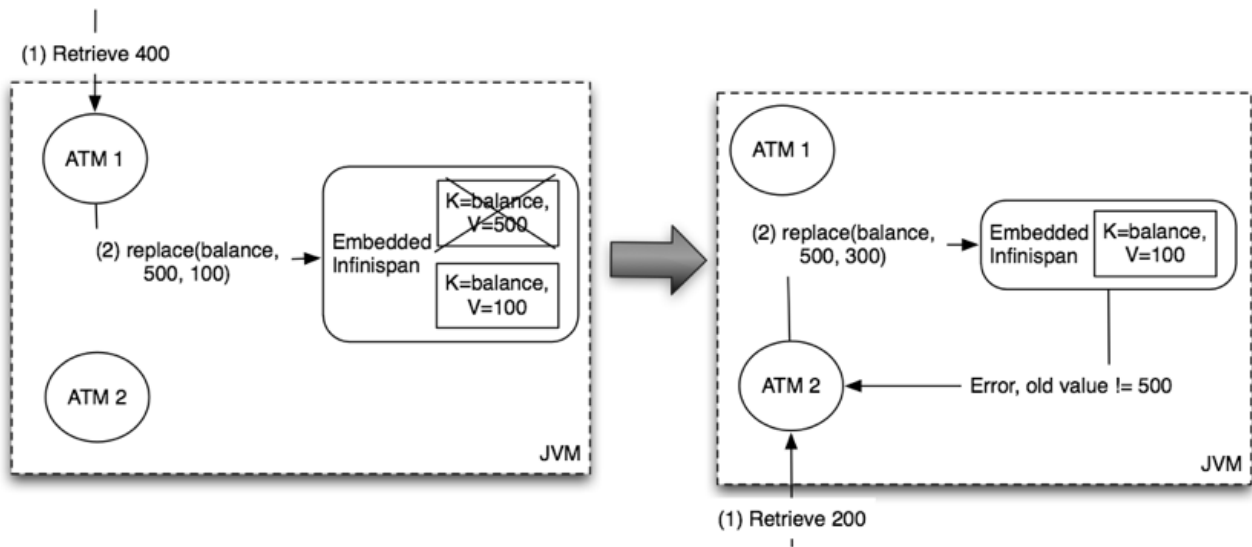 (1) Retrieve 400
ATM 1
(2) replace(balance,
500, 100)
Embedded
Infinispan
K=balance,
V=500
K=balance,
V=100
ATM 2
JVM
ATM 1
(2) replace(balance,
500, 300)
Embedded
Infinispan
K=balance,
V=100
ATM 2
Error, old value != 500
JVM
(1) Retrieve 200